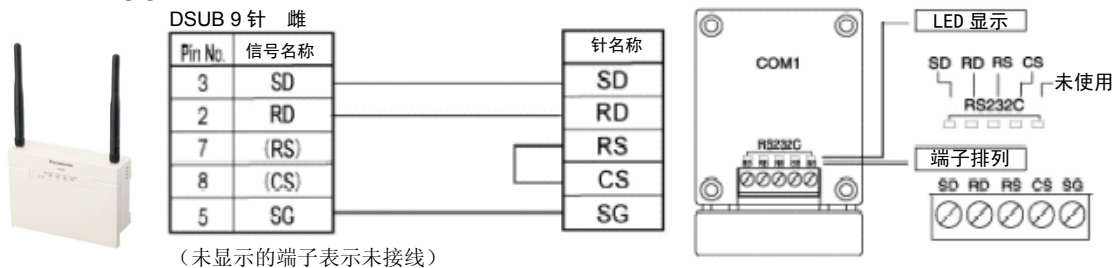 DSUB 9 针 雌
Pin No. 信号名称
3 SD
2 RD
7 (RS)
8 (CS)
5 SG
(未显示的端子表示未接线)
针名称
SD
RD
RS
CS
SG
Panasonic
COM1
RS232C
LED 显示
SD RD RS CS
未使用
RS232C
端子排列
SD RD RS CS SG